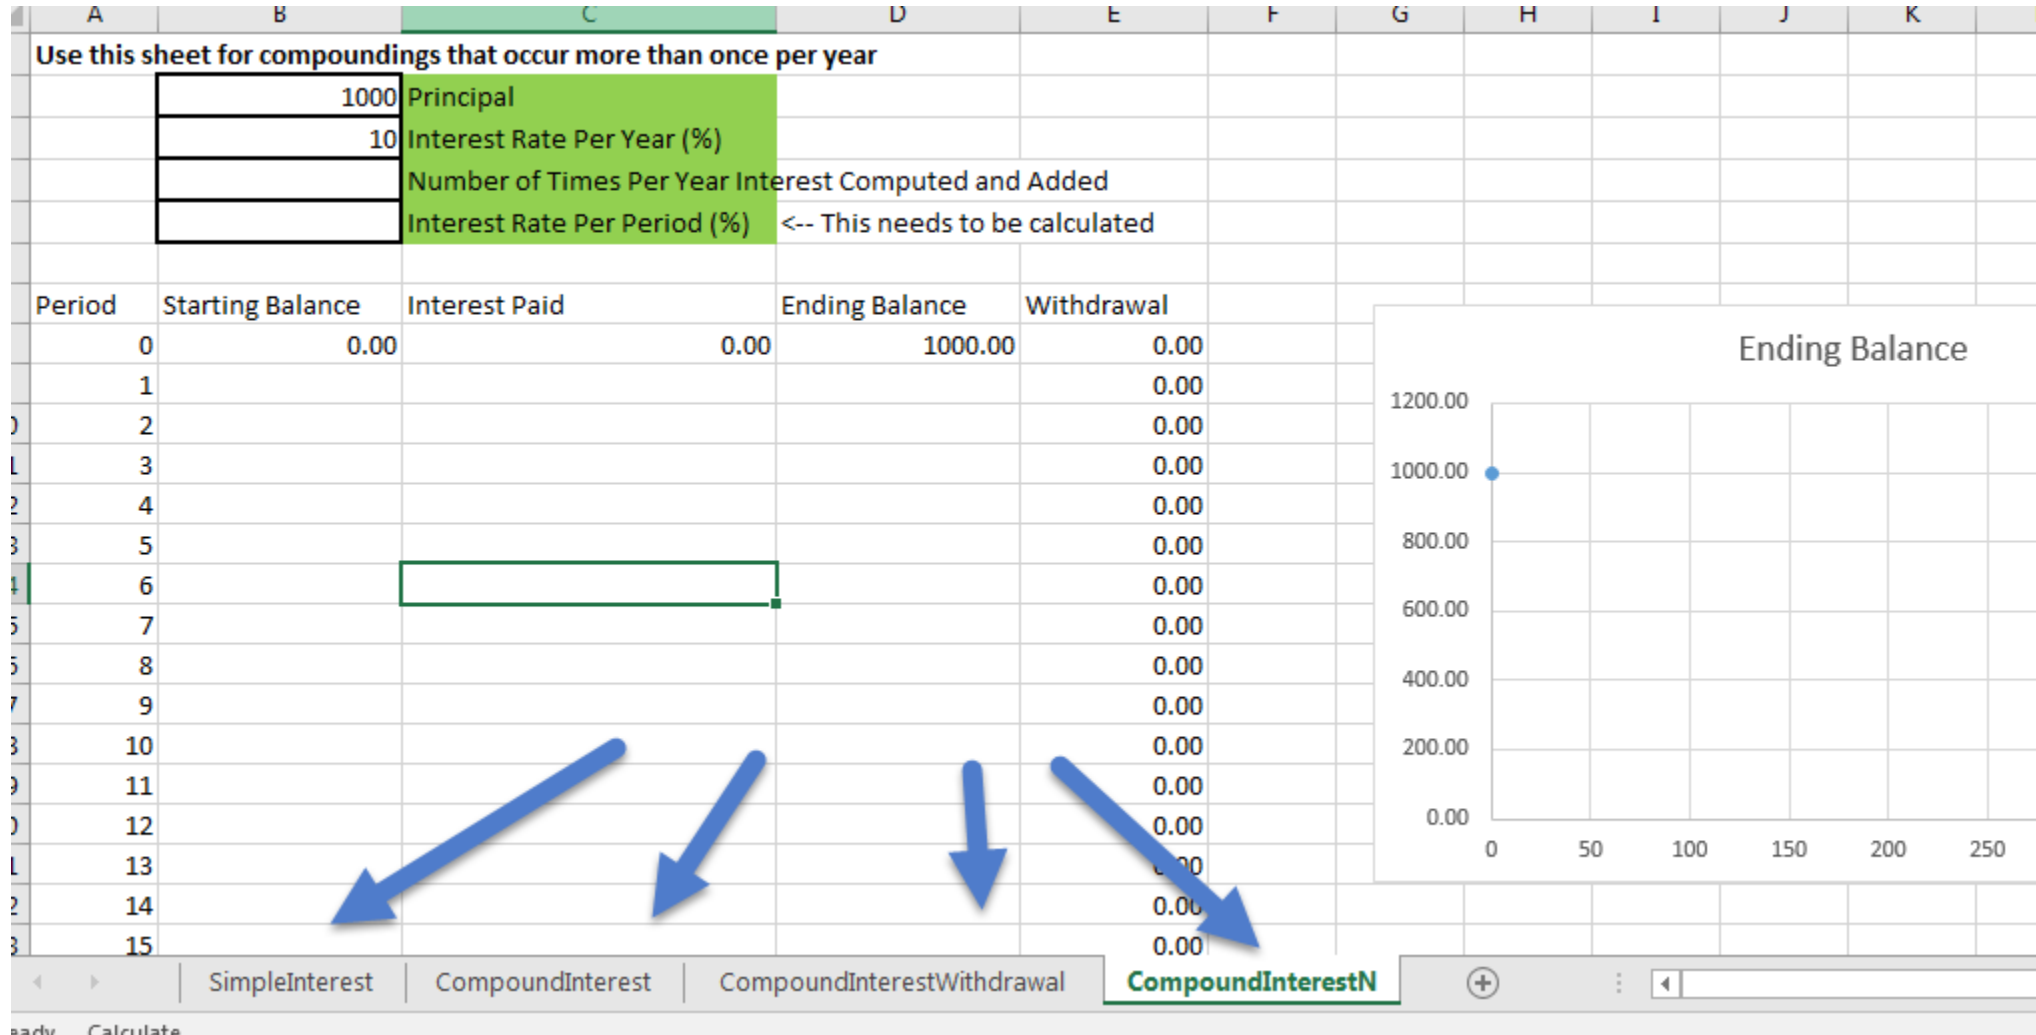 A B C D E F G H I J K
Use this sheet for compoundings that occur more than once per year
1000 Principal
10 Interest Rate Per Year (%)
Number of Times Per Year Interest Computed and Added
Interest Rate Per Period (%) <-- This needs to be calculated
Period Starting Balance Interest Paid Ending Balance Withdrawal
0 0.00 0.00 1000.00 0.00
1 0.00
2 0.00
3 0.00
4 0.00
5 0.00
6 0.00
7 0.00
8 0.00
9 0.00
10 0.00
11 0.00
12 0.00
13
14 0.00
15 0.00
Ending Balance
1200.00
1000.00
800.00
600.00
400.00
200.00
0.00
0 50 100 150 200 250
SimpleInterest CompoundInterest CompoundInterestWithdrawal CompoundInterestN
Calculate